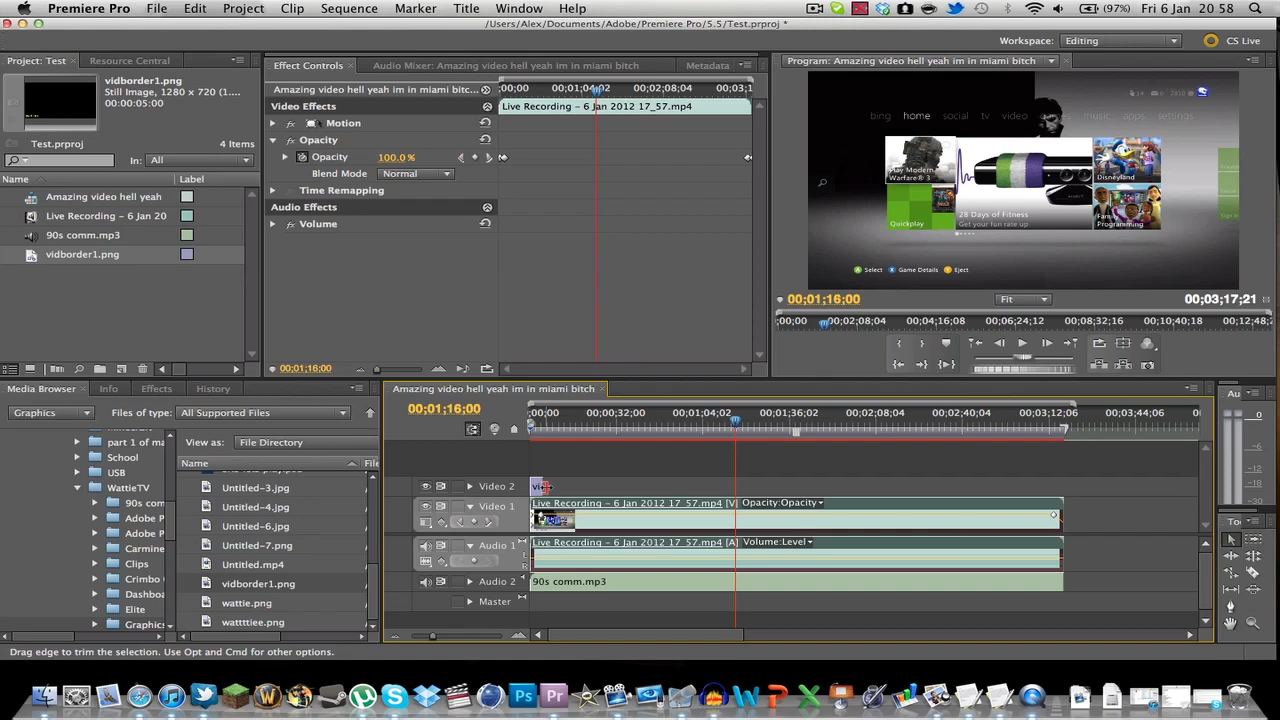 Premiere Pro File Edit Project Clip Sequence Marker Title Window Help (97%) Fri 6 Jan 20 58
/Users/Alex/Documents/Adobe/Premiere Pro/5.5/Test.prproj *
Workspace: Editing CS Live
Project: Test Resource Central
vidborder1.png
Still Image, 1280 x 720 (1....
00;00;05;00
Test.prproj 4 Items
In: All
Name Label
Amazing video hell yeah
Live Recording – 6 Jan 20
90s comm.mp3
vidborder1.png
Effect Controls Audio Mixer: Amazing video hell yeah im in miami bitch Metadata
Amazing video hell yeah im in miami bitc... ;00;00 00;01;04;02 00;02;08;04 00;03;1
Video Effects Live Recording – 6 Jan 2012 17_57.mp4
Motion
Opacity
Opacity 100.0 %
Blend Mode Normal
Time Remapping
Audio Effects
Volume
00;01;16;00
Program: Amazing video hell yeah im in miami bitch
bing home social tv video games music apps settings
Play Modern
Warfare® 3
Disneyland
Quickplay
28 Days of Fitness
Get your fun rate up
Family
Programming
Select Game Details Eject
00;01;16;00 Fit 00;03;17;21
;00;00 00;02;08;04 00;04;16;08 00;06;24;12 00;08;32;16 00;10;40;18 00;12;48;2
Media Browser Info Effects History
Graphics Files of type: All Supported Files
View as: File Directory
part 1 of ma
School
USB
WattieTV
90s com
Adobe P
Adobe P
Carmine
Clips
Crimbo
Dashboa
Elite
Graphics
Name File
Untitled-3.jpg
Untitled-4.jpg
Untitled-6.jpg
Untitled-7.png
Untitled.mp4
vidborder1.png
wattie.png
wattttiee.png
Amazing video hell yeah im in miami bitch
00;01;16;00 ;00;00 00;00;32;00 00;01;04;02 00;01;36;02 00;02;08;04 00;02;40;04 00;03;12;06 00;03;44;06
Video 2
Video 1 Live Recording – 6 Jan 2012 17_57.mp4 [V] Opacity:Opacity
Audio 1 Live Recording – 6 Jan 2012 17_57.mp4 [A] Volume:Level
Audio 2 90s comm.mp3
Master
Au
0
To
Drag edge to trim the selection. Use Opt and Cmd for other options.
Ps Pr